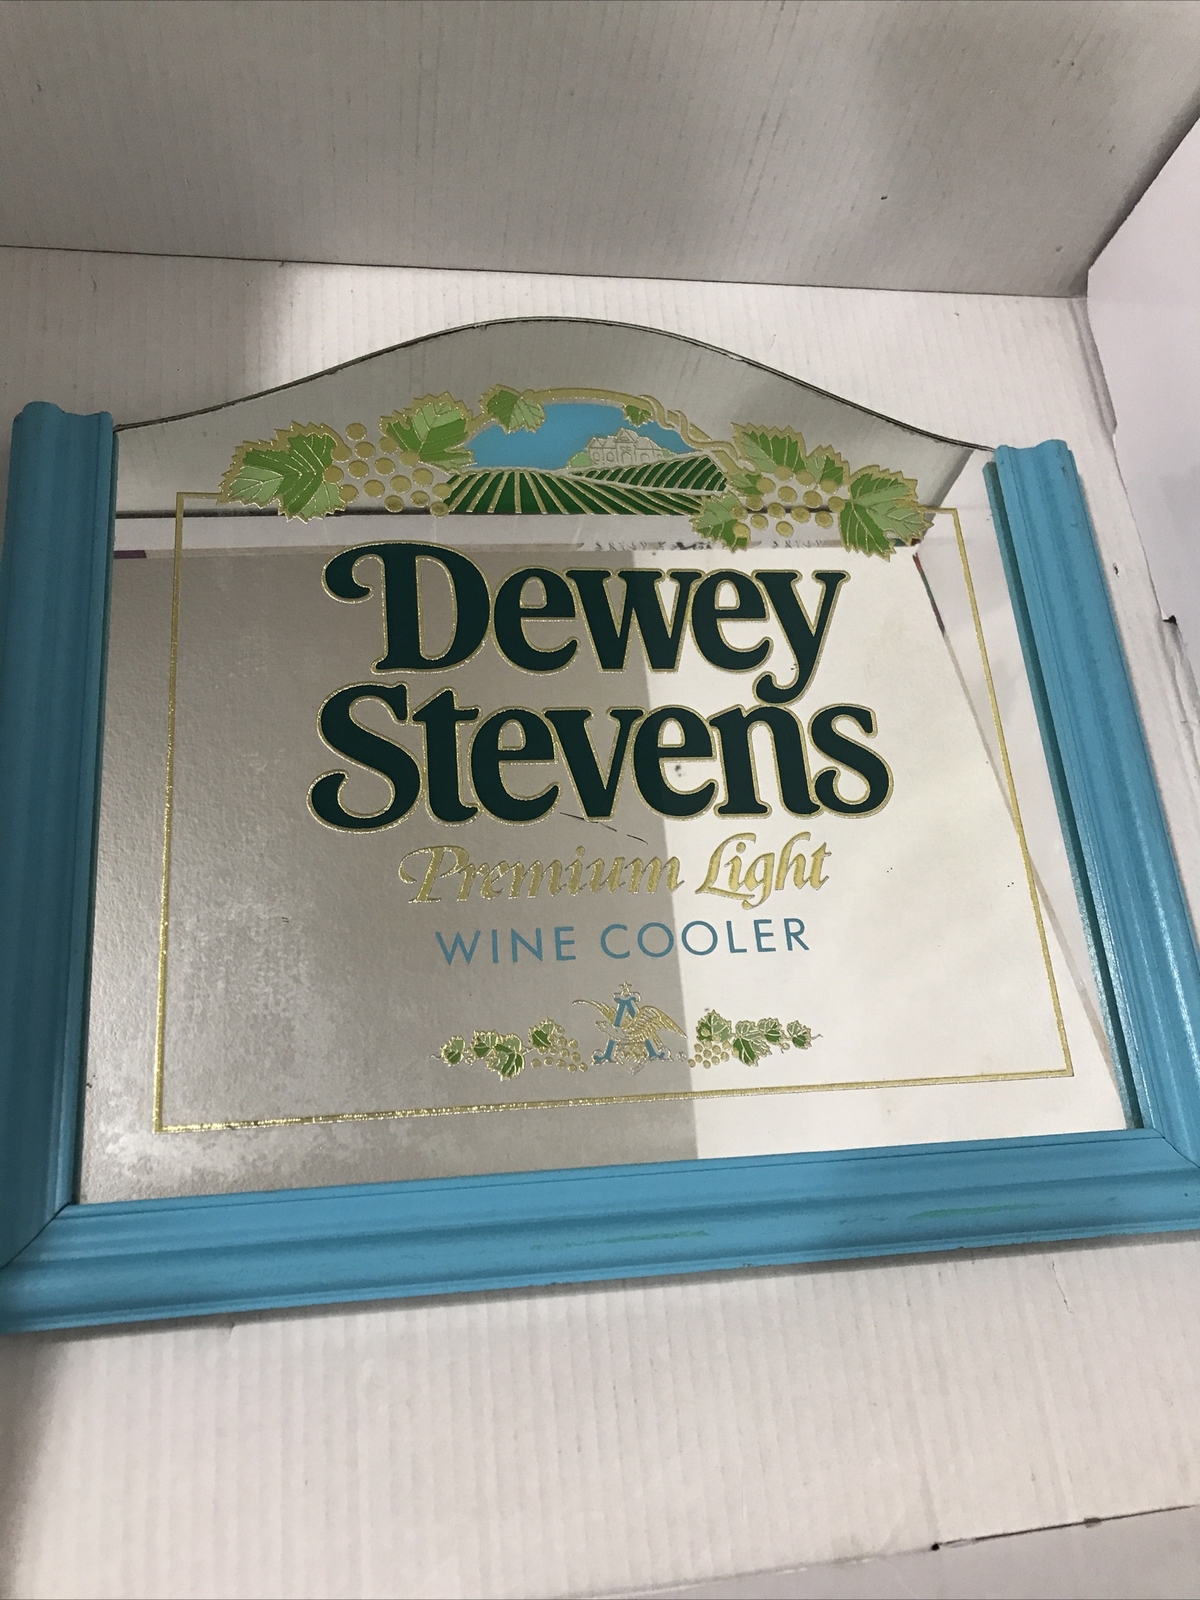 Dewey
Stevens
Premium Light
WINE COOLER